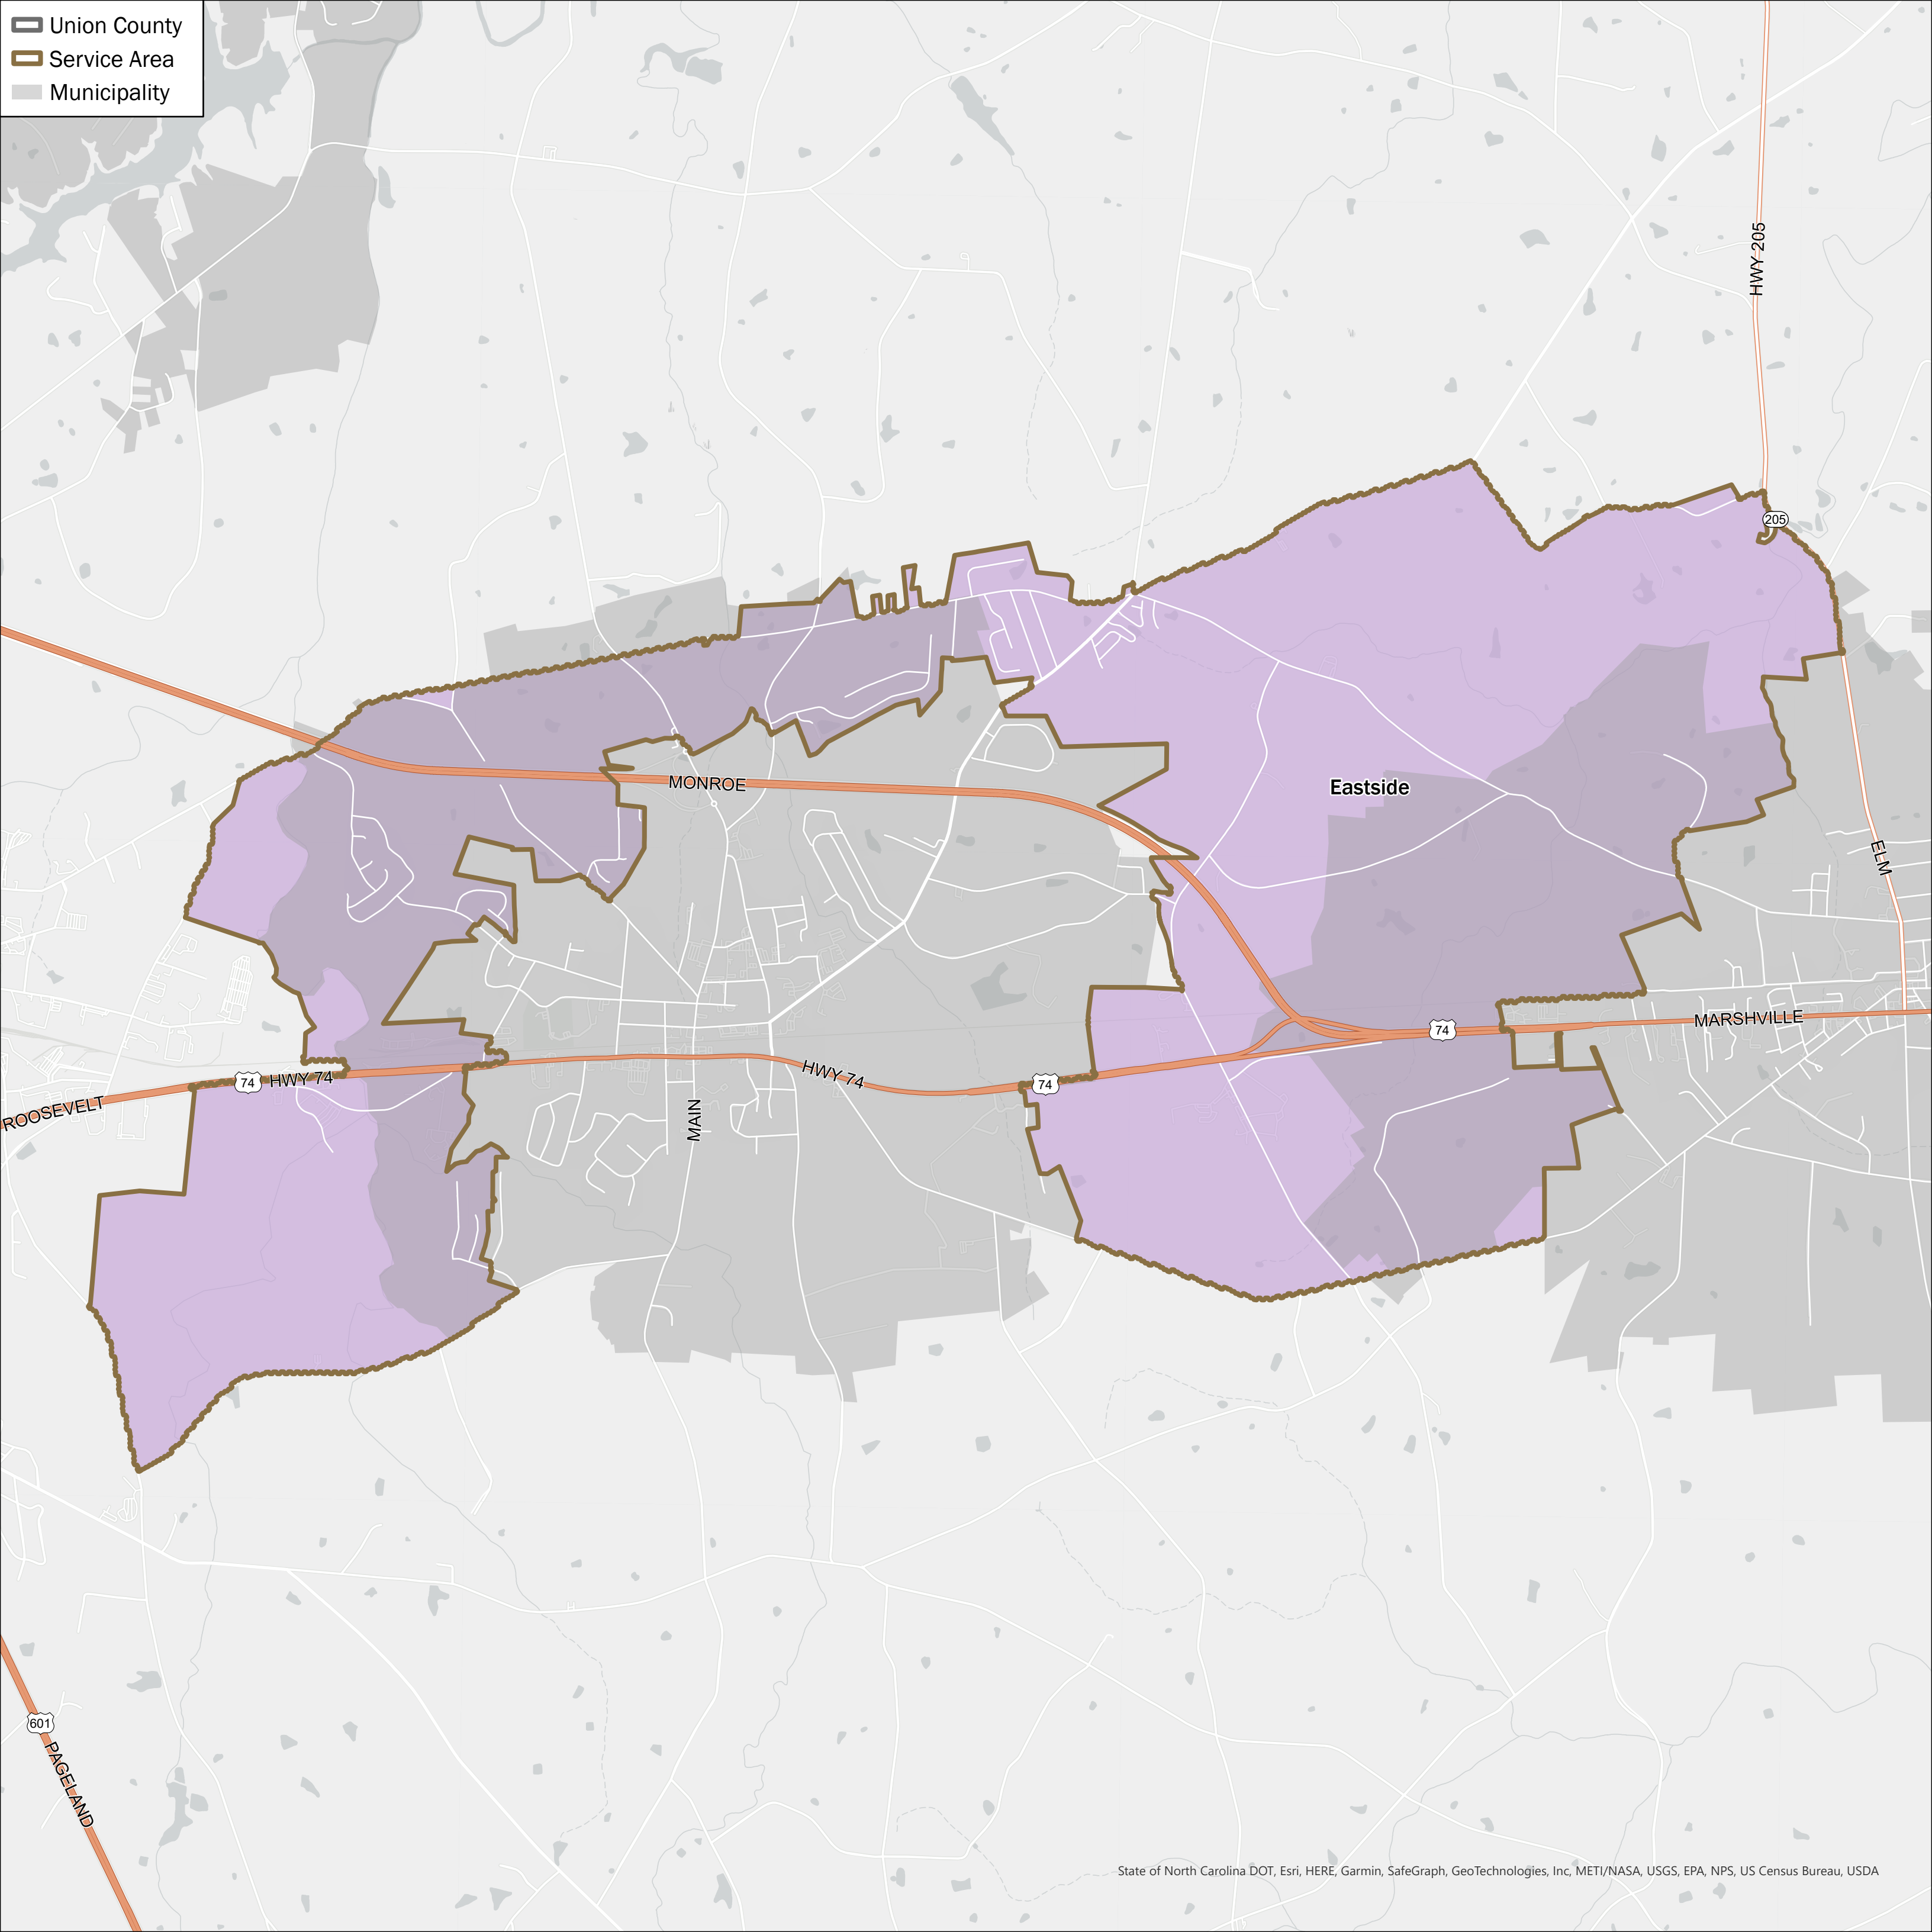 Union County
Service Area
Municipality
HWY 205
205
MONROE
Eastside
ELM
74
MARSHVILLE
74
HWY 74
HWY 74
74
ROOSEVELT
MAIN
601
PAGELAND
State of North Carolina DOT, Esri, HERE, Garmin, SafeGraph, GeoTechnologies, Inc, METI/NASA, USGS, EPA, NPS, US Census Bureau, USDA